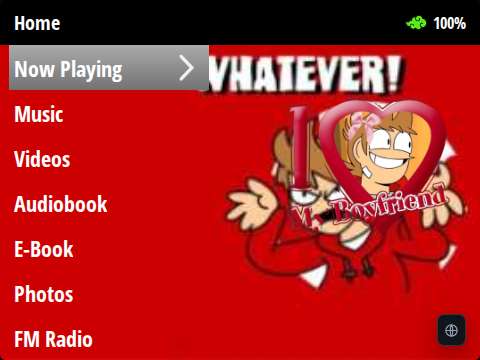 Home
100%
Now Playing
WHATEVER!
Music
I
My Boyfriend
Videos
Audiobook
E-Book
Photos
FM Radio